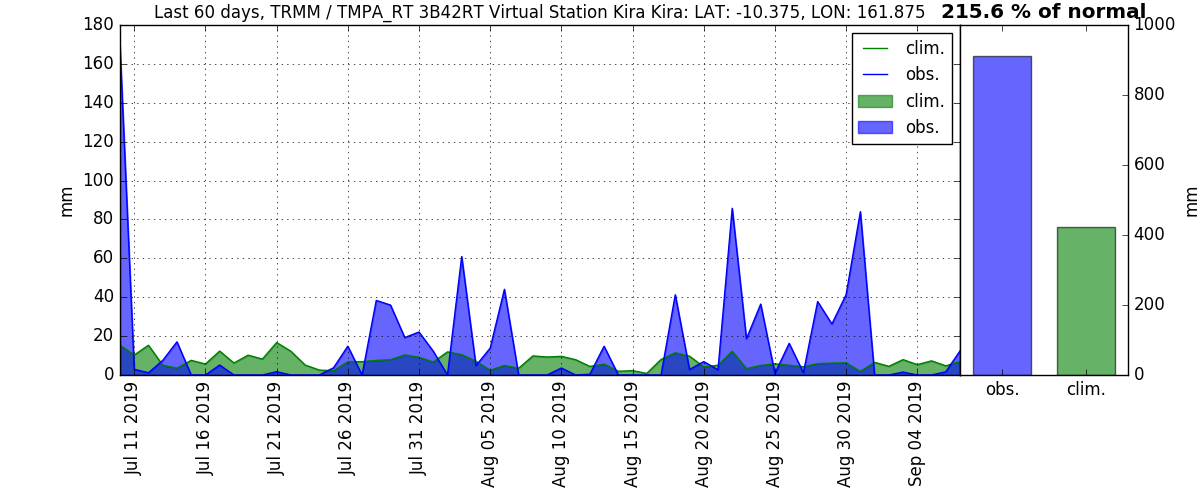 Last 60 days, TRMM / TMPA_RT 3B42RT Virtual Station Kira Kira: LAT: -10.375, LON: 161.875
215.6 % of normal
180
160
140
120
100
80
60
40
20
0
mm
clim.
obs.
clim.
obs.
Jul 11 2019
Jul 16 2019
Jul 21 2019
Jul 26 2019
Jul 31 2019
Aug 05 2019
Aug 10 2019
Aug 15 2019
Aug 20 2019
Aug 25 2019
Aug 30 2019
Sep 04 2019
1000
800
600
400
200
0
mm
obs.
clim.